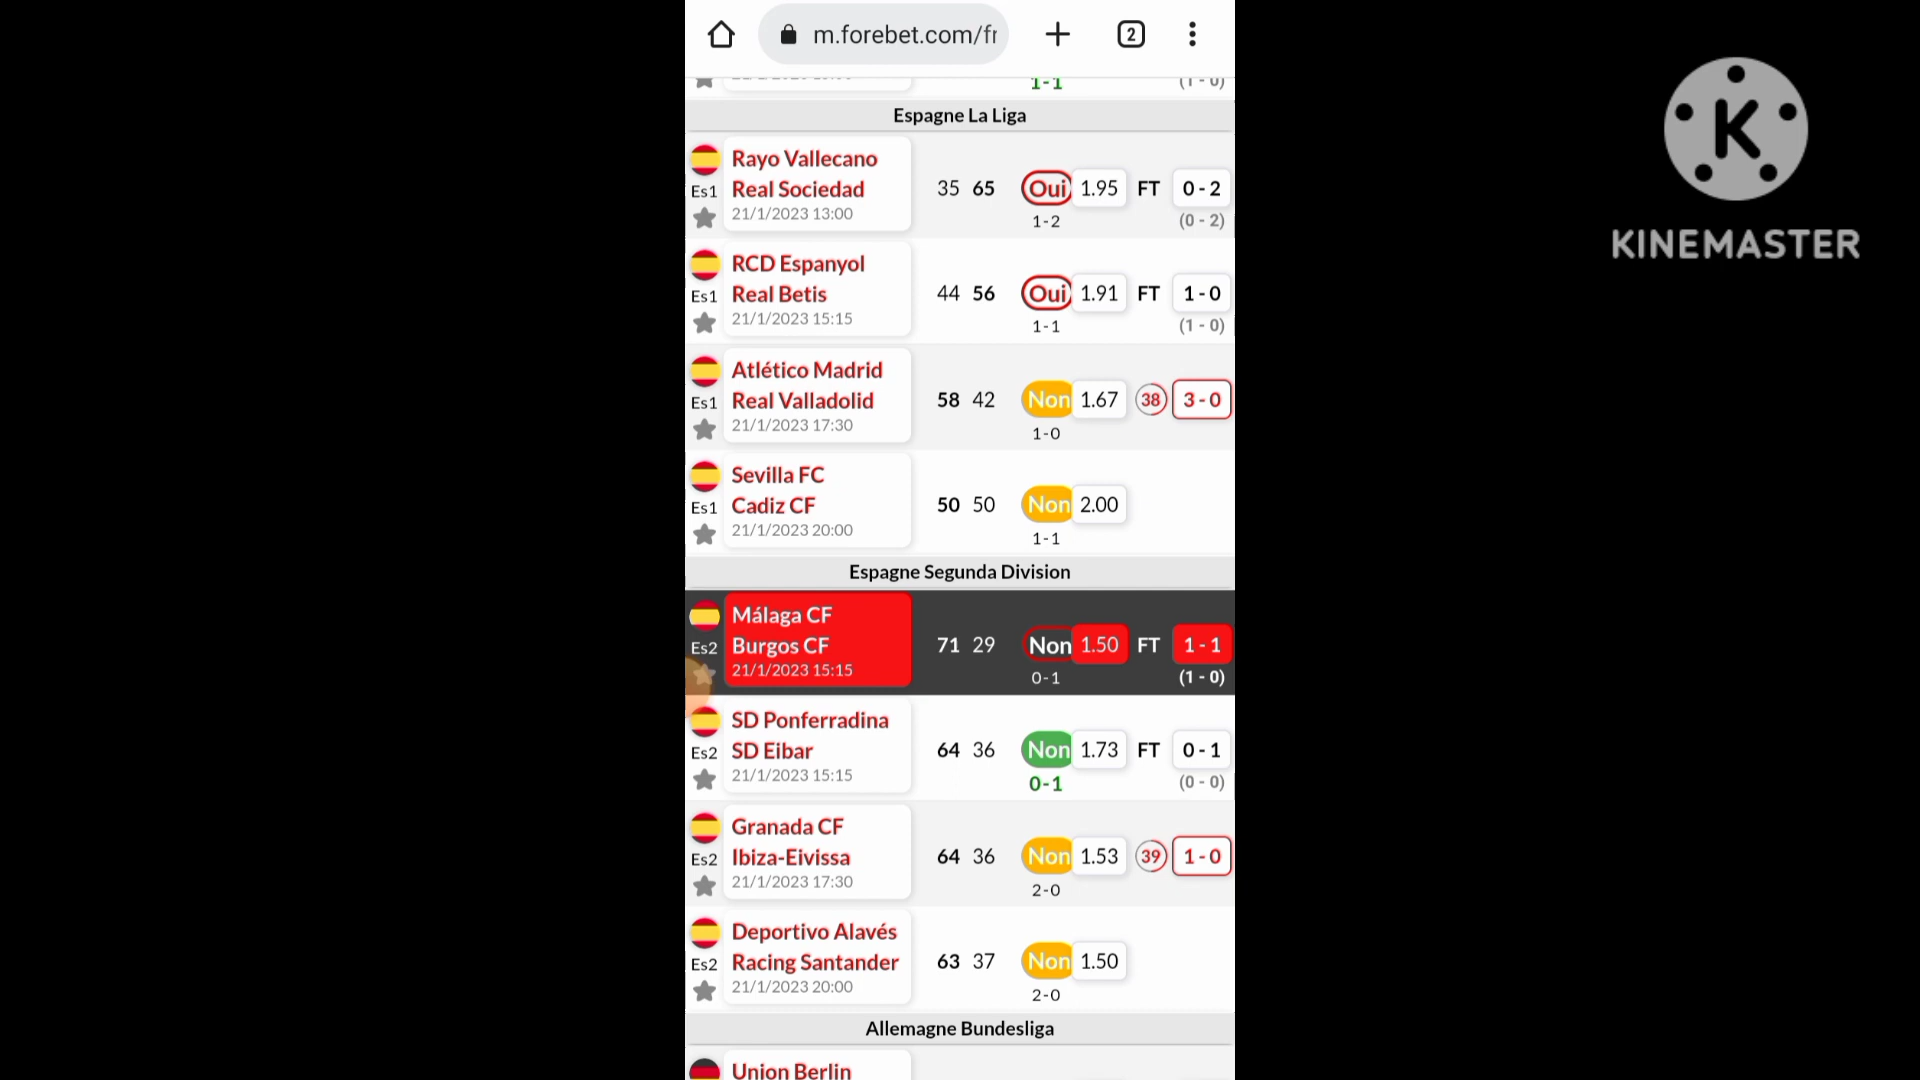 m.forebet.com/fr
2
1-1
(1 - 0)
Espagne La Liga
Rayo Vallecano
Real Sociedad
21/1/2023 13:00
Es1
35 65
Oui 1.95 FT 0 - 2
1-2 (0 - 2)
RCD Espanyol
Real Betis
21/1/2023 15:15
Es1
44 56
Oui 1.91 FT 1 - 0
1-1 (1 - 0)
Atlético Madrid
Real Valladolid
21/1/2023 17:30
Es1
58 42
Non 1.67 38 3 - 0
1-0
Sevilla FC
Cadiz CF
21/1/2023 20:00
Es1
50 50
Non 2.00
1-1
Espagne Segunda Division
Málaga CF
Burgos CF
21/1/2023 15:15
Es2
71 29
Non 1.50 FT 1 - 1
0-1 (1 - 0)
SD Ponferradina
SD Eibar
21/1/2023 15:15
Es2
64 36
Non 1.73 FT 0 - 1
0-1 (0 - 0)
Granada CF
Ibiza-Eivissa
21/1/2023 17:30
Es2
64 36
Non 1.53 39 1 - 0
2-0
Deportivo Alavés
Racing Santander
21/1/2023 20:00
Es2
63 37
Non 1.50
2-0
Allemagne Bundesliga
Union Berlin
K
KINEMASTER